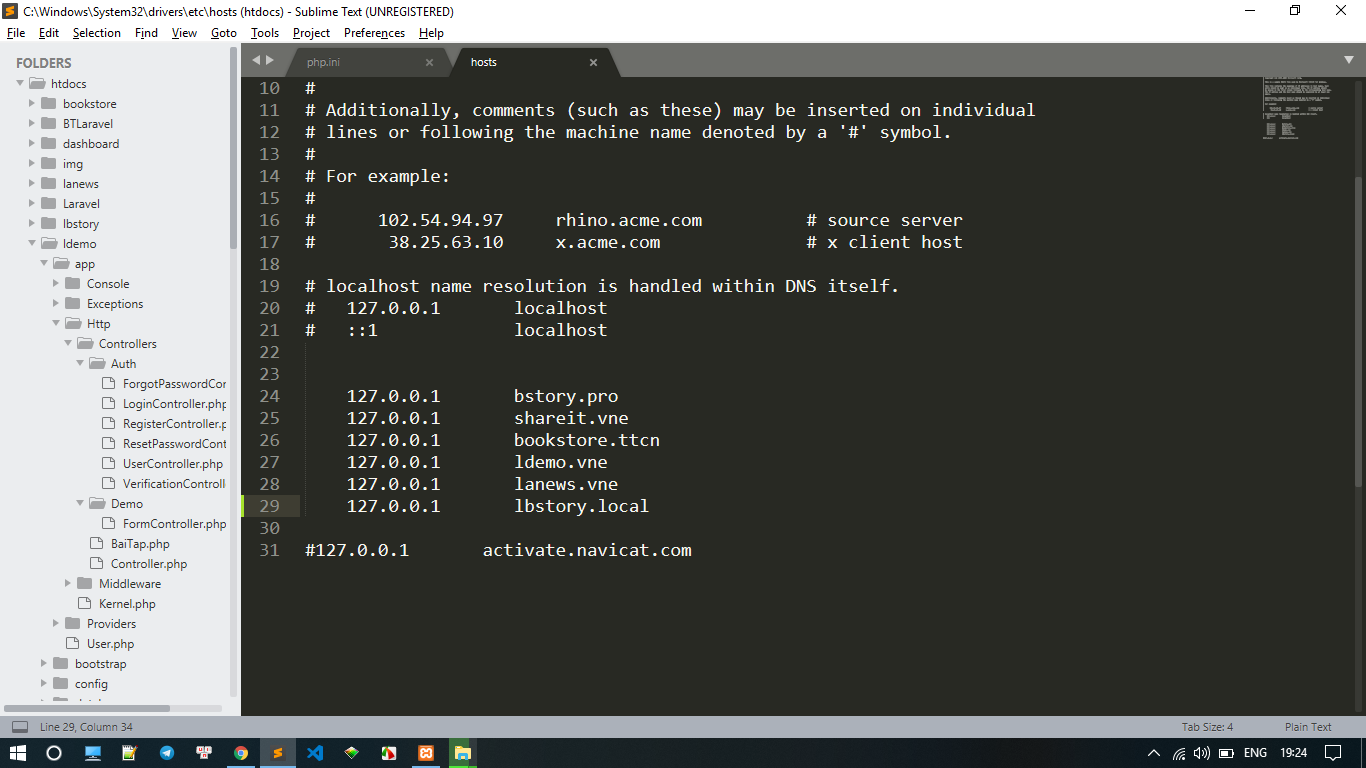 C:\Windows\System32\drivers\etc\hosts (htdocs) - Sublime Text (UNREGISTERED)
File Edit Selection Find View Goto Tools Project Preferences Help
FOLDERS
htdocs
bookstore
BTLaravel
dashboard
img
lanews
Laravel
lbstory
ldemo
app
Console
Exceptions
Http
Controllers
Auth
ForgotPasswordCor
LoginController.php
RegisterController.p
ResetPasswordCont
UserController.php
VerificationControll
Demo
FormController.php
BaiTap.php
Controller.php
Middleware
Kernel.php
Providers
User.php
bootstrap
config
php.ini
hosts
10 #
11 # Additionally, comments (such as these) may be inserted on individual
12 # lines or following the machine name denoted by a '#' symbol.
13 #
14 # For example:
15 #
16 # 102.54.94.97 rhino.acme.com # source server
17 # 38.25.63.10 x.acme.com # x client host
18
19 # localhost name resolution is handled within DNS itself.
20 # 127.0.0.1 localhost
21 # ::1 localhost
22
23
24 127.0.0.1 bstory.pro
25 127.0.0.1 shareit.vne
26 127.0.0.1 bookstore.ttcn
27 127.0.0.1 ldemo.vne
28 127.0.0.1 lanews.vne
29 127.0.0.1 lbstory.local
30
31 #127.0.0.1 activate.navicat.com
Line 29, Column 34
Tab Size: 4
Plain Text
ENG
19:24